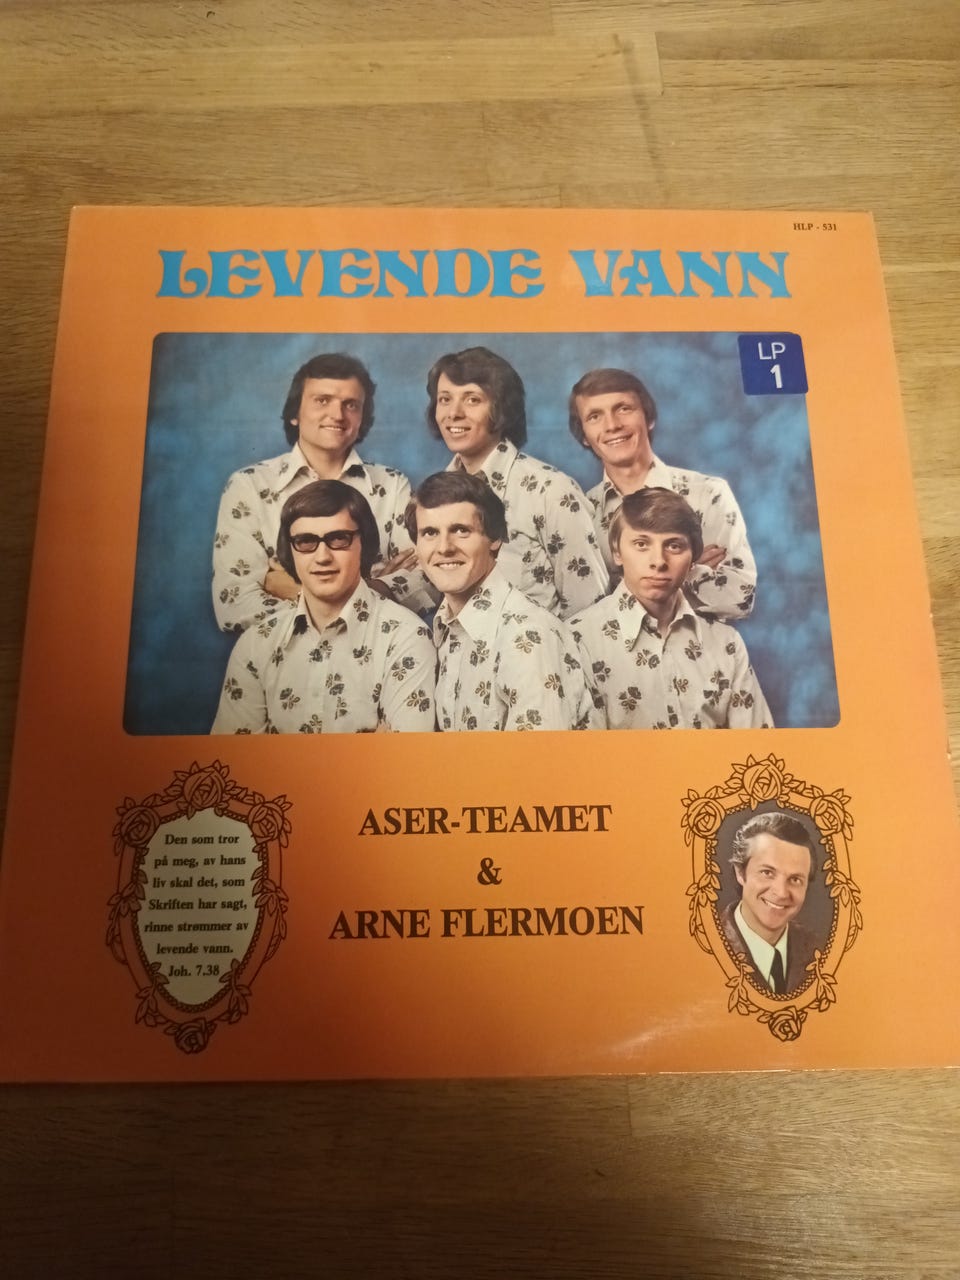 HLP - 531
LEVENDE VANN
LP
1
ASER-TEAMET
&
ARNE FLERMOEN
Den som tror
på meg, av hans
liv skal det, som
Skriften har sagt,
rinne strømmer av
levende vann.
Joh. 7.38